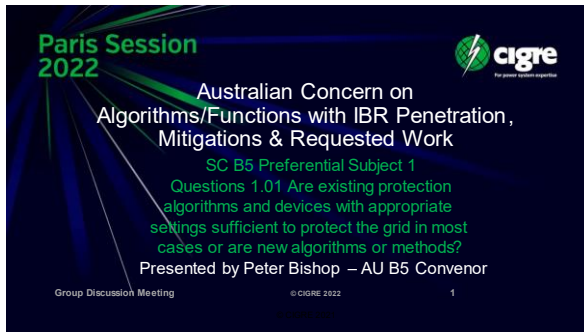 Paris Session
2022
cigre
For power system expertise
Australian Concern on
Algorithms/Functions with IBR Penetration,
Mitigations & Requested Work
SC B5 Preferential Subject 1
Questions 1.01 Are existing protection
algorithms and devices with appropriate
settings sufficient to protect the grid in most
cases or are new algorithms or methods?
Presented by Peter Bishop – AU B5 Convenor
Group Discussion Meeting
© CIGRE 2022
1